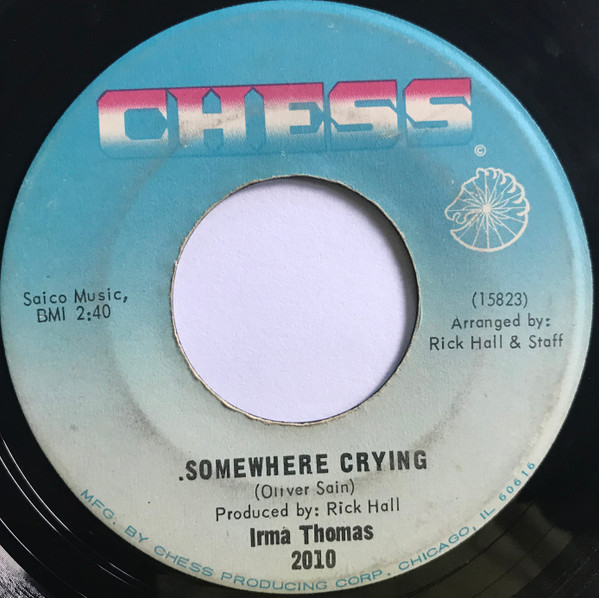 CHESS
©
Saico Music,
BMI 2:40
(15823)
Arranged by:
Rick Hall & Staff
.SOMEWHERE CRYING
(Oliver Sain)
Produced by: Rick Hall
Irma Thomas
2010
MFG. BY CHESS PRODUCING CORP., CHICAGO, IL 60616